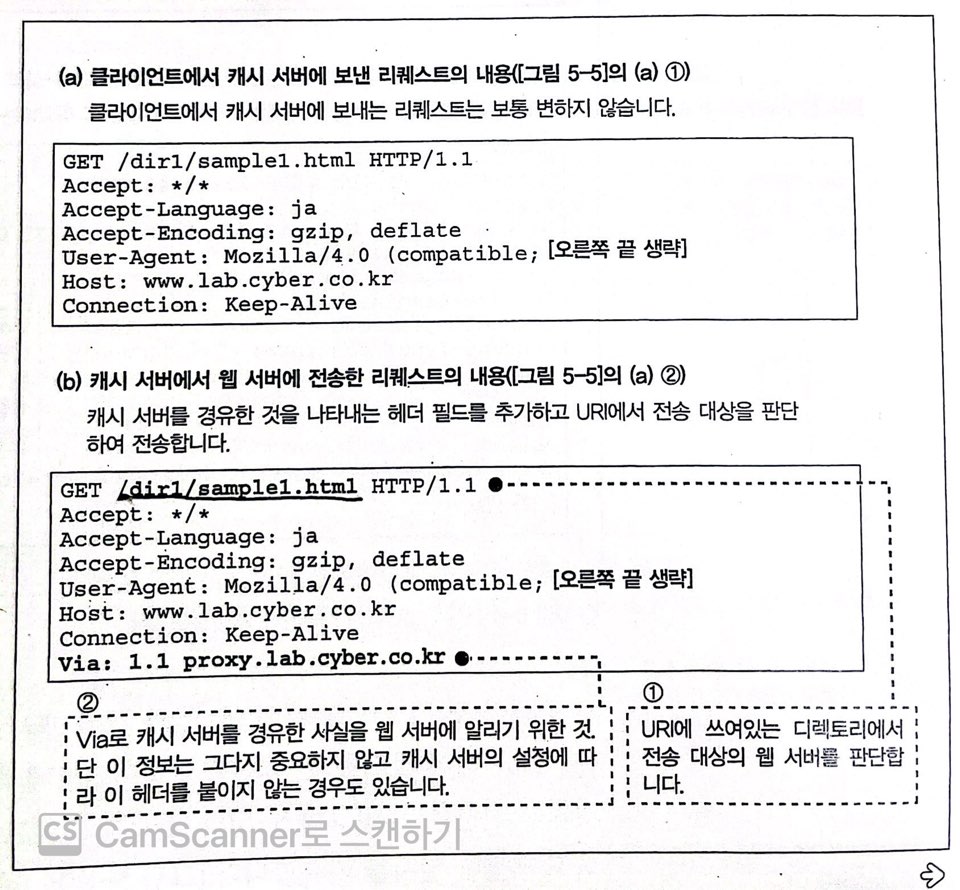 (a) 클라이언트에서 캐시 서버에 보낸 리퀘스트의 내용([그림 5-5]의 (a) ①)
클라이언트에서 캐시 서버에 보내는 리퀘스트는 보통 변하지 않습니다.
GET /dir1/sample1.html HTTP/1.1
Accept: */*
Accept-Language: ja
Accept-Encoding: gzip, deflate
User-Agent: Mozilla/4.0 (compatible; [오른쪽 끝 생략]
Host: www.lab.cyber.co.kr
Connection: Keep-Alive
(b) 캐시 서버에서 웹 서버에 전송한 리퀘스트의 내용([그림 5-5]의 (a) ②)
캐시 서버를 경유한 것을 나타내는 헤더 필드를 추가하고 URI에서 전송 대상을 판단
하여 전송합니다.
GET /dir1/sample1.html HTTP/1.1
Accept: */*
Accept-Language: ja
Accept-Encoding: gzip, deflate
User-Agent: Mozilla/4.0 (compatible; [오른쪽 끝 생략]
Host: www.lab.cyber.co.kr
Connection: Keep-Alive
Via: 1.1 proxy.lab.cyber.co.kr
②
Via로 캐시 서버를 경유한 사실을 웹 서버에 알리기 위한 것.
단 이 정보는 그다지 중요하지 않고 캐시 서버의 설정에 따
라 이 헤더를 붙이지 않는 경우도 있습니다.
①
URI에 쓰여있는 디렉토리에서
전송 대상의 웹 서버를 판단합
니다.
CS CamScanner로 스캔하기